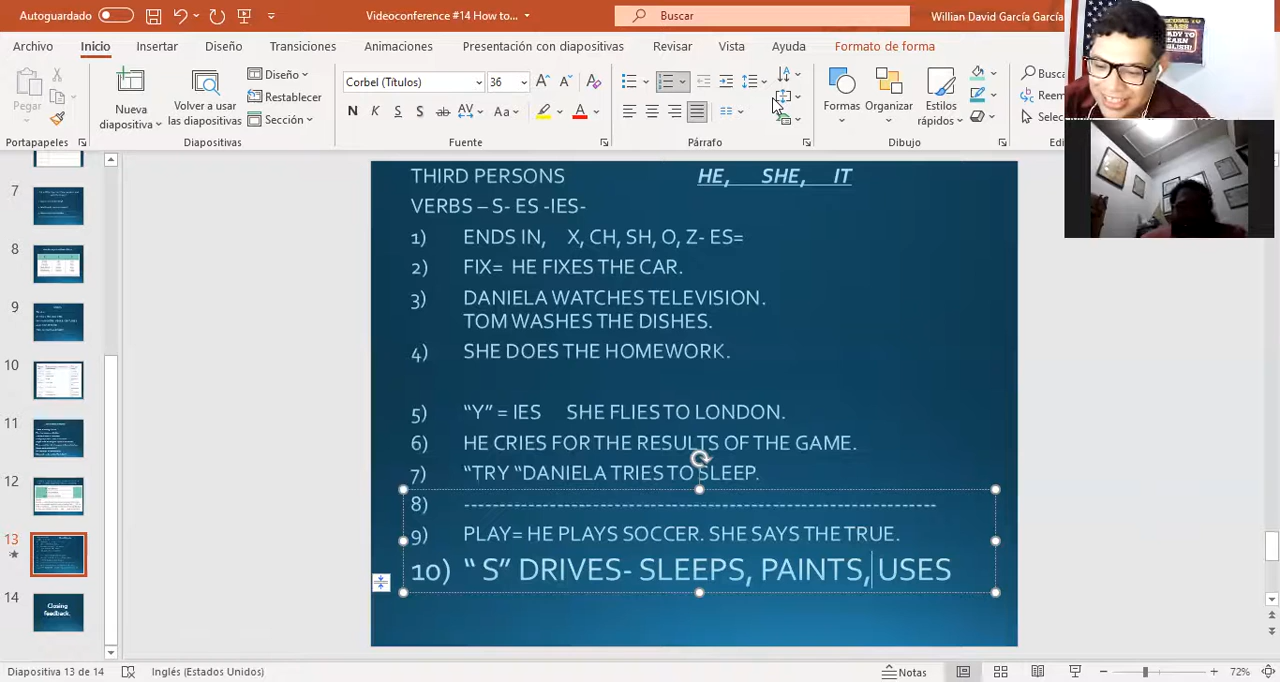 Autoguardado
Videoconference #14 How to...
Buscar
Willian David García García
WELCOME TO
CLASS
READY TO
LEARN
ENGLISH!
Archivo Inicio Insertar Diseño Transiciones Animaciones Presentación con diapositivas Revisar Vista Ayuda Formato de forma
Pegar
Nueva diapositiva
Volver a usar las diapositivas
Diseño
Restablecer
Sección
Corbel (Títulos) 36
N K S S ab AV Aa A
Formas
Organizar
Estilos rápidos
Portapapeles
Diapositivas
Fuente
Párrafo
Dibujo
THIRD PERSONS HE, SHE, IT
VERBS – S- ES -IES-
1) ENDS IN, X, CH, SH, O, Z- ES=
2) FIX= HE FIXES THE CAR.
3) DANIELA WATCHES TELEVISION.
TOM WASHES THE DISHES.
4) SHE DOES THE HOMEWORK.
5) “Y” = IES SHE FLIES TO LONDON.
6) HE CRIES FOR THE RESULTS OF THE GAME.
7) “TRY “DANIELA TRIES TO SLEEP.
8) -----------------------------------------------------
9) PLAY= HE PLAYS SOCCER. SHE SAYS THE TRUE.
10) “ S” DRIVES- SLEEPS, PAINTS, USES
7
8
9
10
11
12
13
14
Closing
feedback.
Diapositiva 13 de 14
Inglés (Estados Unidos)
Notas
72%